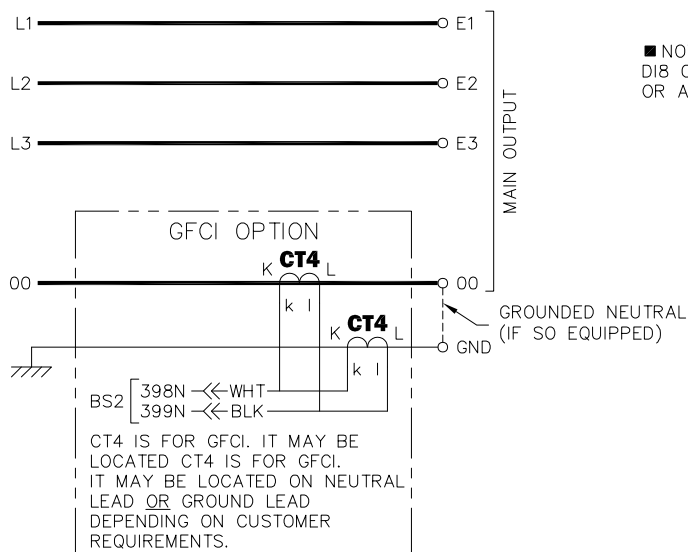 L1 E1
L2 E2
L3 E3
MAIN OUTPUT
■ NO
DI8 C
OR A
GFCI OPTION
K CT4 L
00 00
k l
K CT4 L
GND
k l
GROUNDED NEUTRAL
(IF SO EQUIPPED)
BS2
398N WHT
399N BLK
CT4 IS FOR GFCI. IT MAY BE
LOCATED CT4 IS FOR GFCI.
IT MAY BE LOCATED ON NEUTRAL
LEAD OR GROUND LEAD
DEPENDING ON CUSTOMER
REQUIREMENTS.